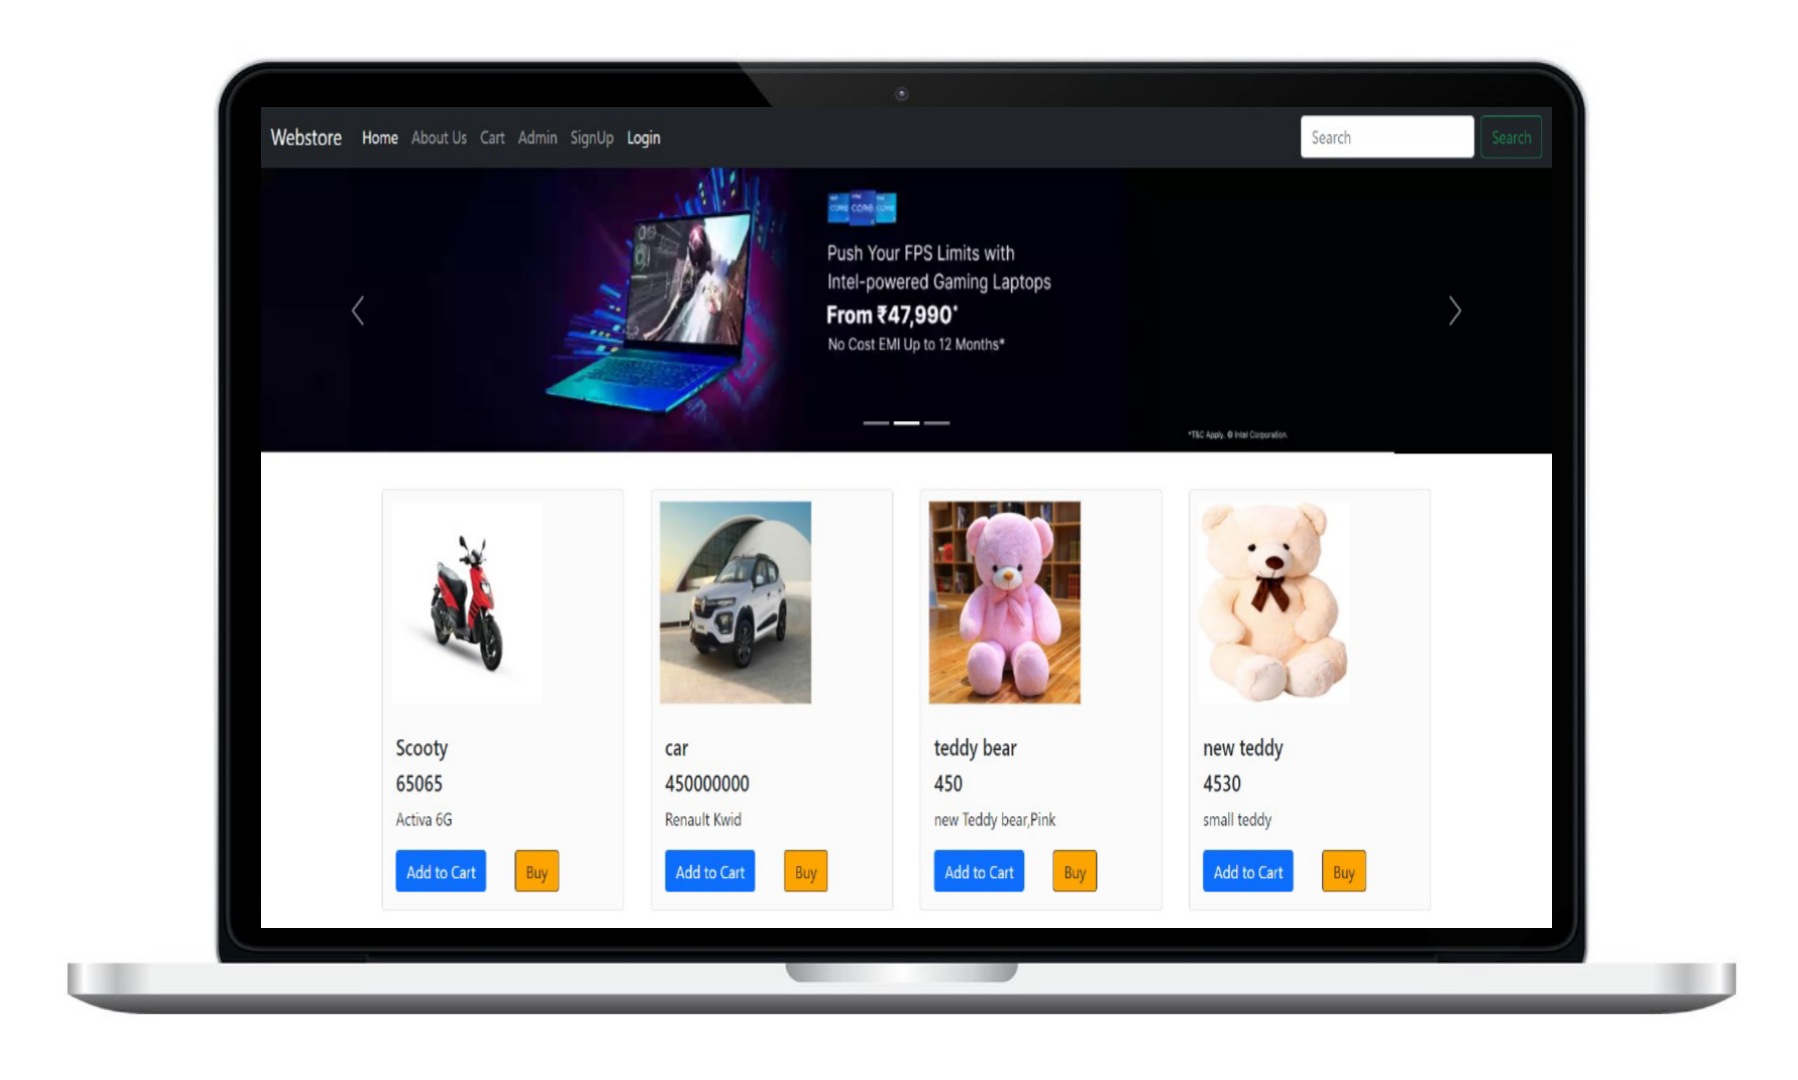 Webstore Home About Us Cart Admin SignUp Login Search Search
core core core
Push Your FPS Limits with
Intel-powered Gaming Laptops
From ₹47,990*
No Cost EMI Up to 12 Months*
*T&C Apply. © Intel Corporation.
Scooty
65065
Activa 6G
Add to Cart Buy
car
450000000
Renault Kwid
Add to Cart Buy
teddy bear
450
new Teddy bear,Pink
Add to Cart Buy
new teddy
4530
small teddy
Add to Cart Buy